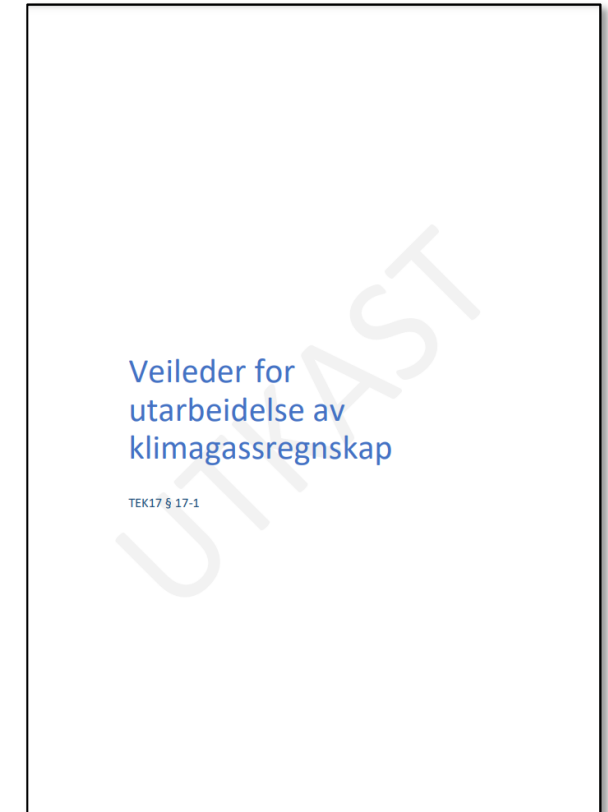 Veileder for
utarbeidelse av
klimagassregnskap
TEK17 § 17-1
UTKAST